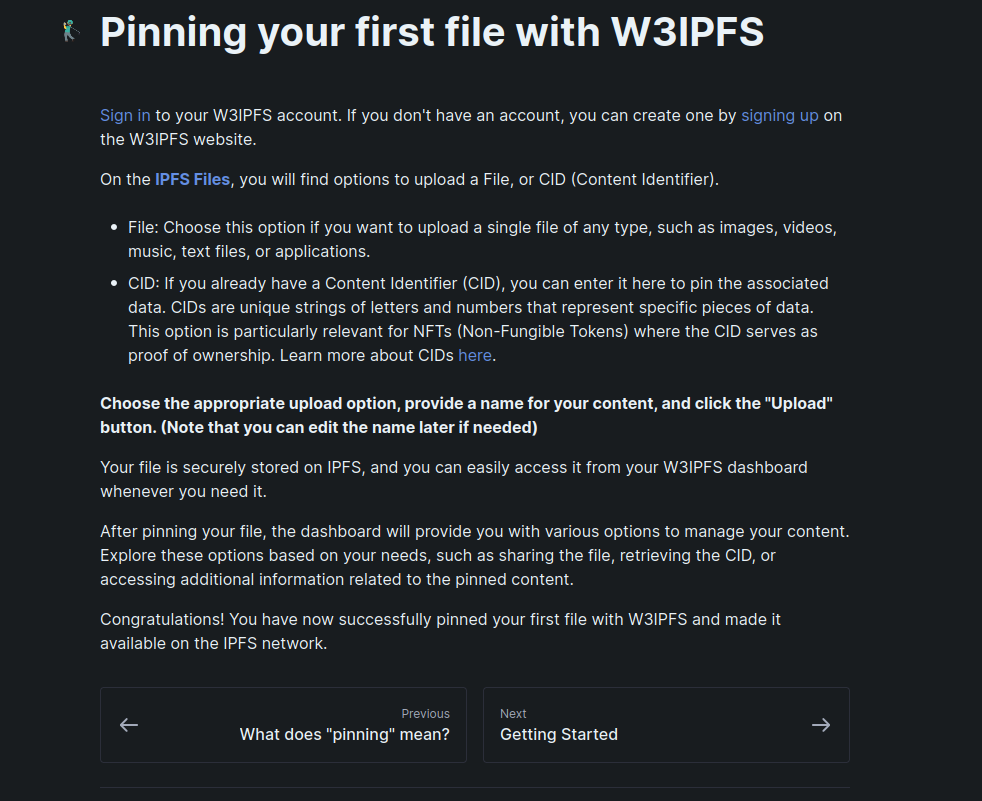 Pinning your first file with W3IPFS
Sign in to your W3IPFS account. If you don't have an account, you can create one by signing up on
the W3IPFS website.
On the IPFS Files, you will find options to upload a File, or CID (Content Identifier).
• File: Choose this option if you want to upload a single file of any type, such as images, videos,
music, text files, or applications.
• CID: If you already have a Content Identifier (CID), you can enter it here to pin the associated
data. CIDs are unique strings of letters and numbers that represent specific pieces of data.
This option is particularly relevant for NFTs (Non-Fungible Tokens) where the CID serves as
proof of ownership. Learn more about CIDs here.
Choose the appropriate upload option, provide a name for your content, and click the "Upload"
button. (Note that you can edit the name later if needed)
Your file is securely stored on IPFS, and you can easily access it from your W3IPFS dashboard
whenever you need it.
After pinning your file, the dashboard will provide you with various options to manage your content.
Explore these options based on your needs, such as sharing the file, retrieving the CID, or
accessing additional information related to the pinned content.
Congratulations! You have now successfully pinned your first file with W3IPFS and made it
available on the IPFS network.
Previous
What does "pinning" mean?
Next
Getting Started